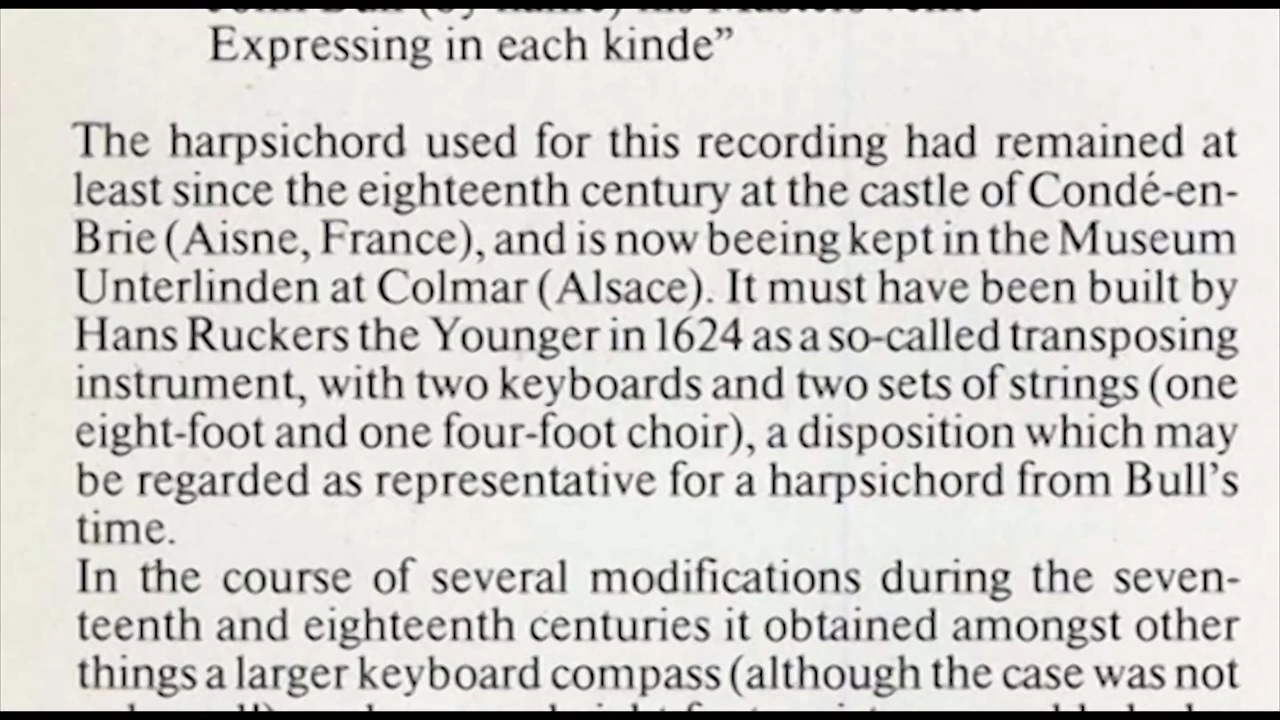 Expressing in each kinde”
The harpsichord used for this recording had remained at
least since the eighteenth century at the castle of Condé-en-
Brie (Aisne, France), and is now beeing kept in the Museum
Unterlinden at Colmar (Alsace). It must have been built by
Hans Ruckers the Younger in 1624 as a so-called transposing
instrument, with two keyboards and two sets of strings (one
eight-foot and one four-foot choir), a disposition which may
be regarded as representative for a harpsichord from Bull’s
time.
In the course of several modifications during the seven-
teenth and eighteenth centuries it obtained amongst other
things a larger keyboard compass (although the case was not